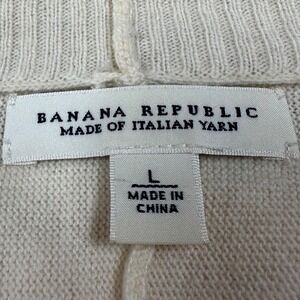 BANANA REPUBLIC
MADE OF ITALIAN YARN
L
MADE IN
CHINA